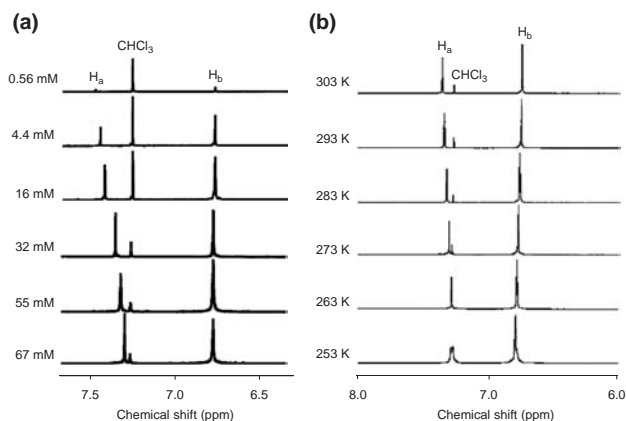 (a)
CHCl3
Ha
Hb
0.56 mM
4.4 mM
16 mM
32 mM
55 mM
67 mM
7.5 7.0 6.5
Chemical shift (ppm)
(b)
Ha
CHCl3
Hb
303 K
293 K
283 K
273 K
263 K
253 K
8.0 7.0 6.0
Chemical shift (ppm)